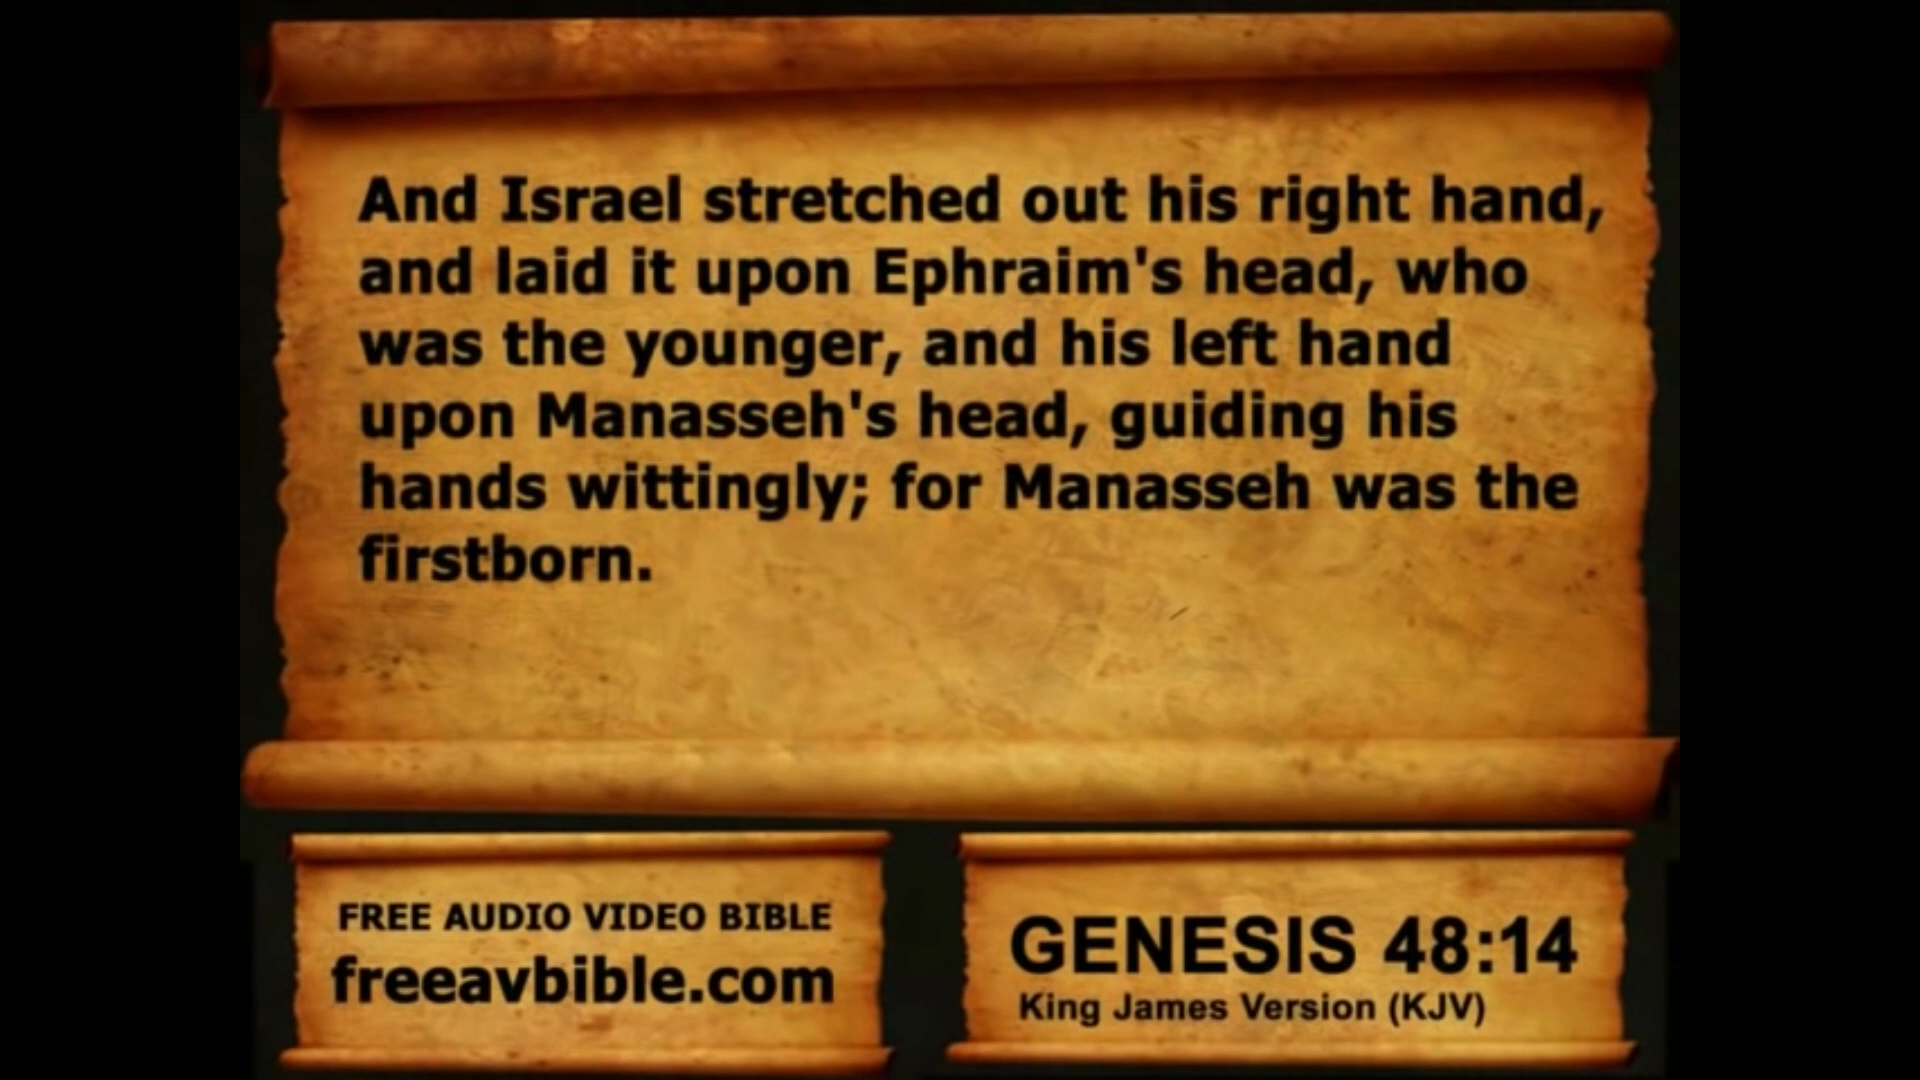 And Israel stretched out his right hand,
and laid it upon Ephraim's head, who
was the younger, and his left hand
upon Manasseh's head, guiding his
hands wittingly; for Manasseh was the
firstborn.
FREE AUDIO VIDEO BIBLE
freeavbible.com
GENESIS 48:14
King James Version (KJV)